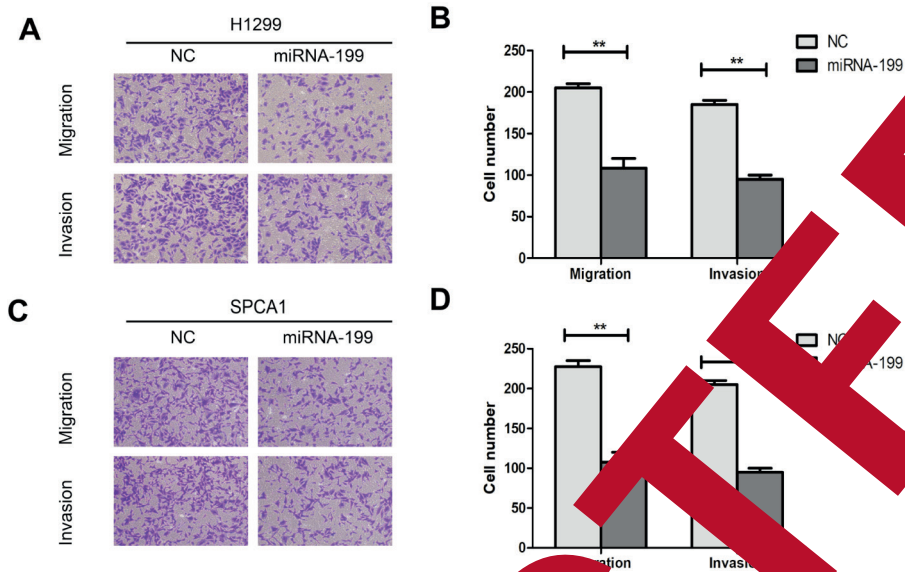 A
H1299
NC miRNA-199
Migration
Invasion
B
250
200
150
100
50
0
Cell number
** **
NC
miRNA-199
Migration Invasion
C
SPCA1
NC miRNA-199
Migration
Invasion
D
250
200
150
100
50
0
Cell number
**